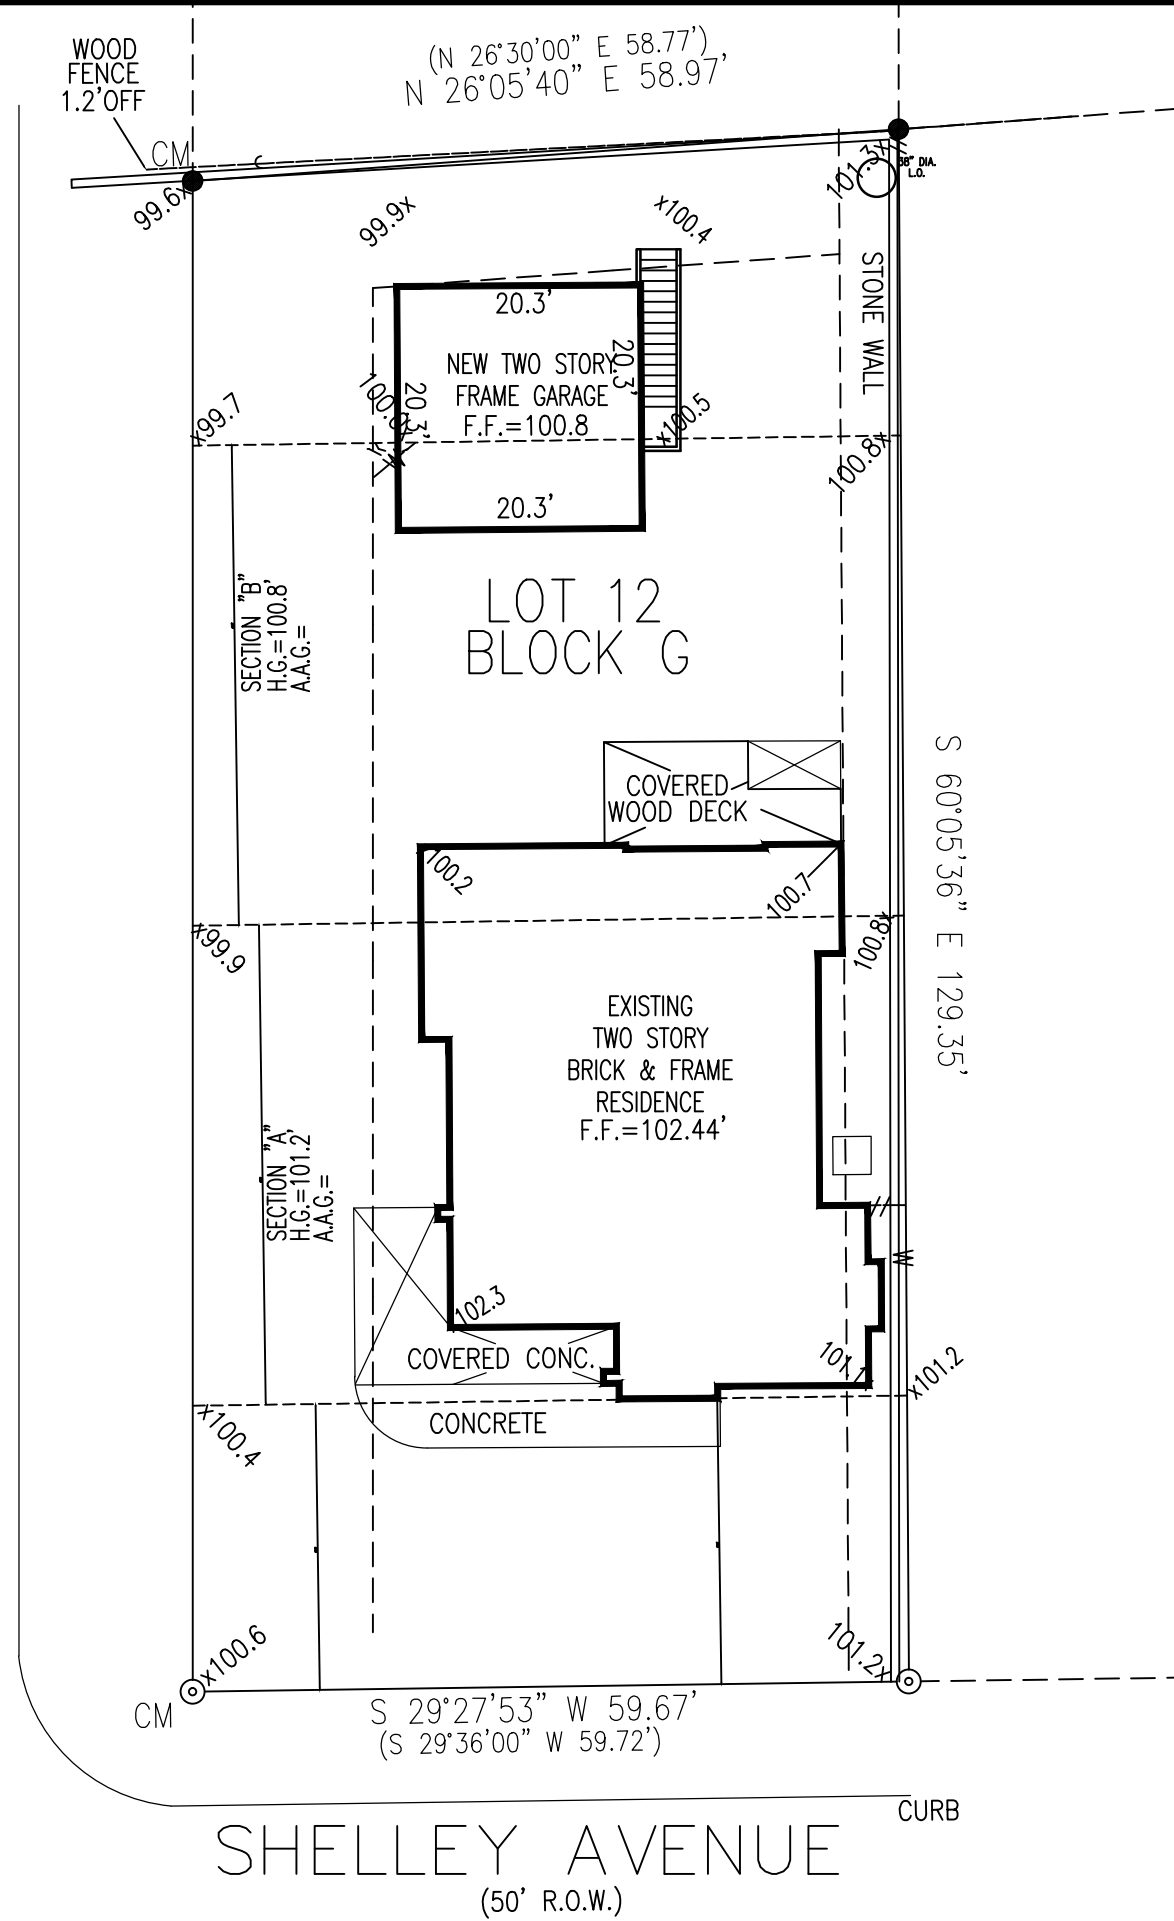 WOOD
FENCE
1.2'OFF
(N 26°30'00" E 58.77')
N 26°05'40" E 58.97'
CM
99.6x
99.9x
x100.4
101.3x
38" DIA.
L.O.
STONE WALL
20.3'
NEW TWO STORY
FRAME GARAGE
F.F.=100.8
20.3'
20.3'
20.3'
x99.7
x100.5
100.8x
LOT 12
BLOCK G
SECTION "B"
H.G.=100.8'
A.A.G.=
S 60°05'36" E 129.35'
COVERED
WOOD DECK
100.2
100.7
x99.9
100.8x
EXISTING
TWO STORY
BRICK & FRAME
RESIDENCE
F.F.=102.44'
SECTION "A"
H.G.=101.2'
A.A.G.=
//
W
102.3
COVERED CONC.
101.1
x101.2
x100.4
CONCRETE
x100.6
101.2x
CM
S 29°27'53" W 59.67'
(S 29°36'00" W 59.72')
CURB
SHELLEY AVENUE
(50' R.O.W.)